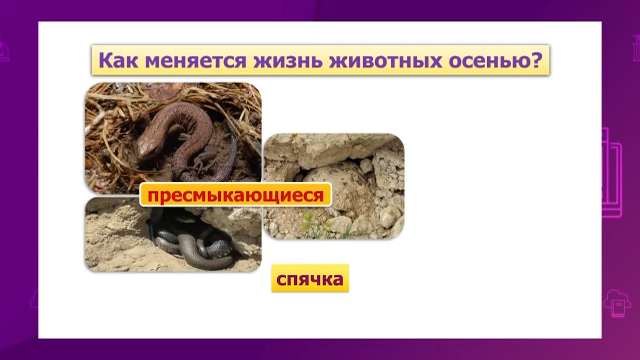 Как меняется жизнь животных осенью?
пресмыкающиеся
спячка